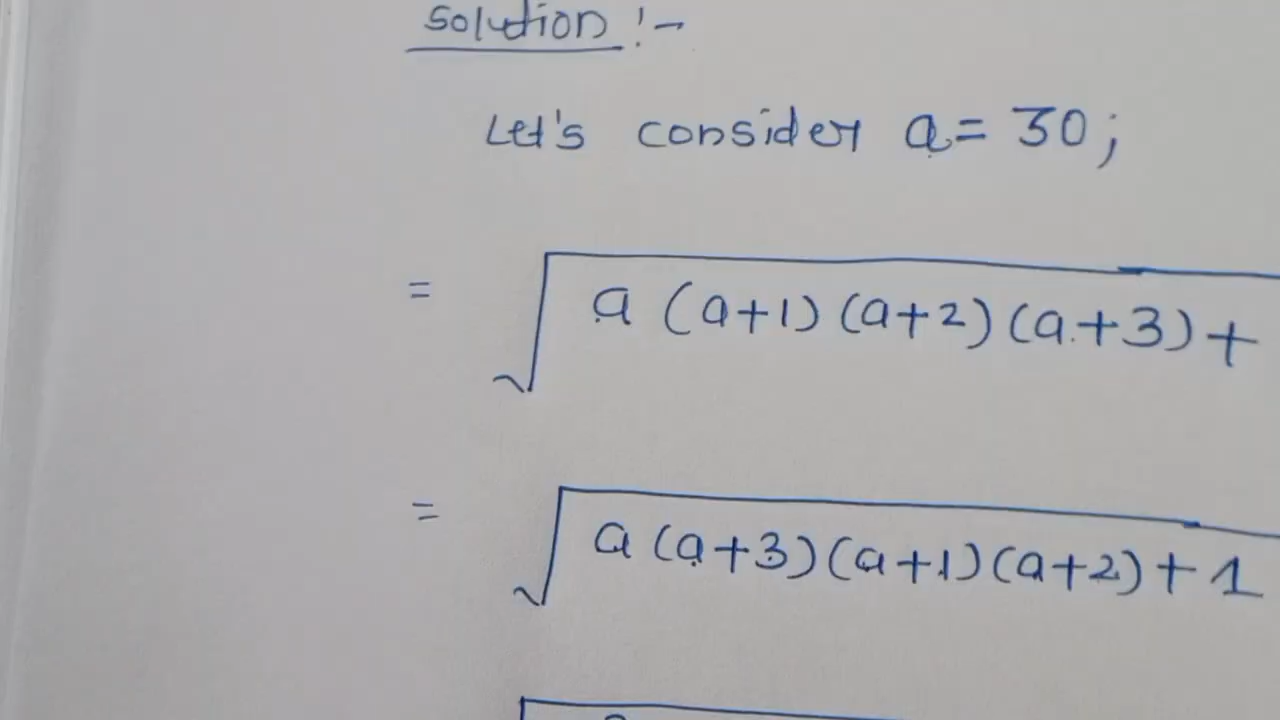 Solution :-
Let's consider a = 30;
= √a (a+1) (a+2) (a+3) +
= √a (a+3) (a+1) (a+2) + 1